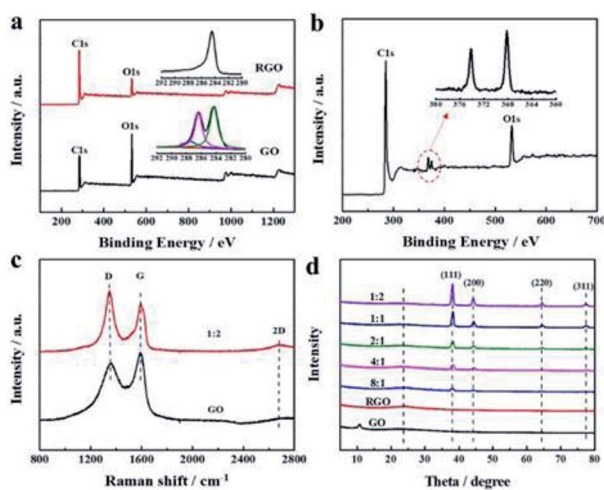 a
C1s
O1s
RGO
292 290 288 286 284 282 280
GO
292 290 288 286 284 282 280
Intensity / a.u.
200 400 600 800 1000 1200
Binding Energy / eV
b
C1s
380 376 372 368 364 360
O1s
Intensity / a.u.
200 300 400 500 600 700
Binding Energy / eV
c
D G
2D
1:2
GO
Intensity / a.u.
800 1200 1600 2000 2400 2800
Raman shift / cm⁻¹
d
(111) (200) (220) (311)
1:2
1:1
2:1
4:1
8:1
RGO
GO
Intensity
10 20 30 40 50 60 70 80
Theta / degree